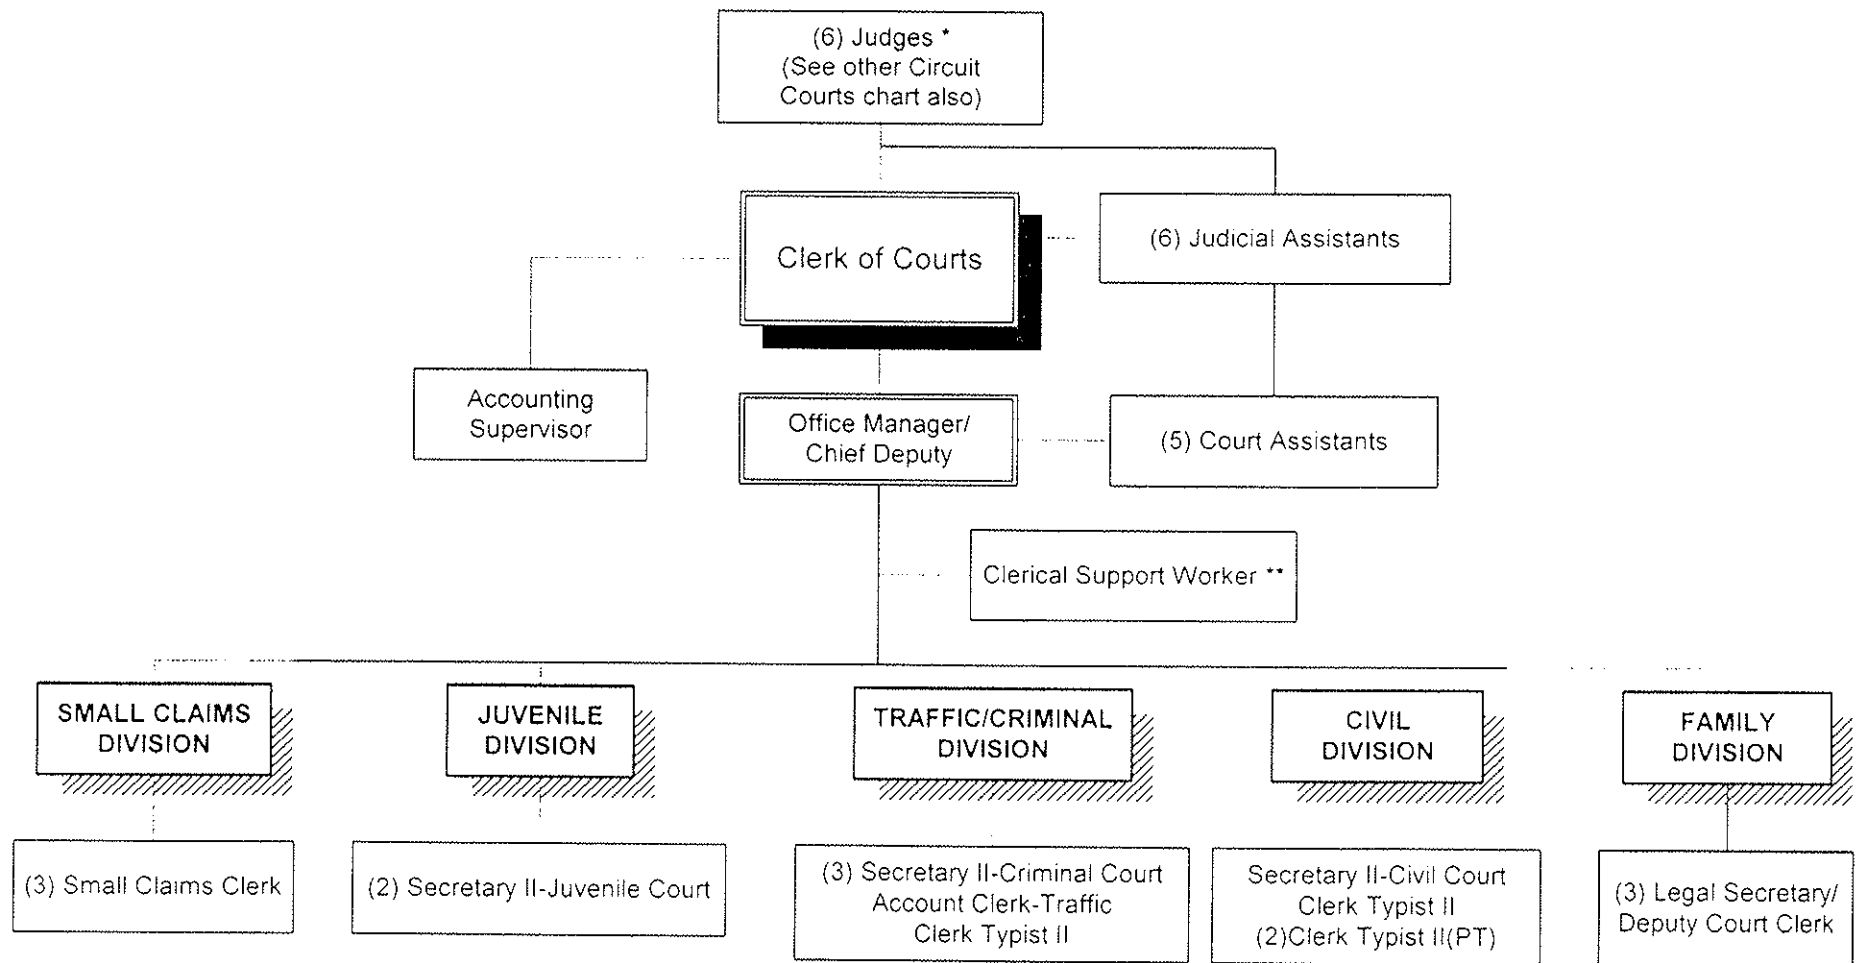 (6) Judges *
(See other Circuit
Courts chart also)
Clerk of Courts
(6) Judicial Assistants
Accounting
Supervisor
Office Manager/
Chief Deputy
(5) Court Assistants
Clerical Support Worker **
SMALL CLAIMS
DIVISION
JUVENILE
DIVISION
TRAFFIC/CRIMINAL
DIVISION
CIVIL
DIVISION
FAMILY
DIVISION
(3) Small Claims Clerk
(2) Secretary II-Juvenile Court
(3) Secretary II-Criminal Court
Account Clerk-Traffic
Clerk Typist II
Secretary II-Civil Court
Clerk Typist II
(2)Clerk Typist II(PT)
(3) Legal Secretary/
Deputy Court Clerk